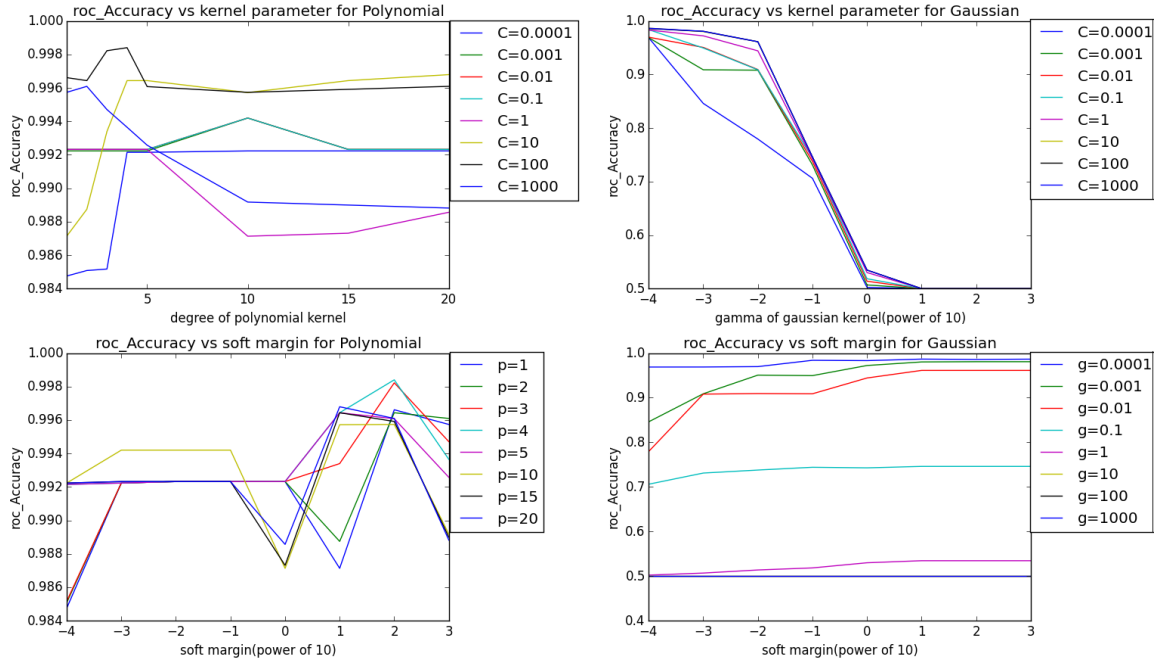 roc_Accuracy vs kernel parameter for Polynomial
1.000
0.998
0.996
0.994
0.992
0.990
0.988
0.986
0.984
roc_Accuracy
5
10
15
20
degree of polynomial kernel
C=0.0001
C=0.001
C=0.01
C=0.1
C=1
C=10
C=100
C=1000
roc_Accuracy vs kernel parameter for Gaussian
1.0
0.9
0.8
0.7
0.6
0.5
roc_Accuracy
−4
−3
−2
−1
0
1
2
3
gamma of gaussian kernel(power of 10)
C=0.0001
C=0.001
C=0.01
C=0.1
C=1
C=10
C=100
C=1000
roc_Accuracy vs soft margin for Polynomial
1.000
0.998
0.996
0.994
0.992
0.990
0.988
0.986
0.984
roc_Accuracy
−4
−3
−2
−1
0
1
2
3
soft margin(power of 10)
p=1
p=2
p=3
p=4
p=5
p=10
p=15
p=20
roc_Accuracy vs soft margin for Gaussian
1.0
0.9
0.8
0.7
0.6
0.5
0.4
roc_Accuracy
−4
−3
−2
−1
0
1
2
3
soft margin(power of 10)
g=0.0001
g=0.001
g=0.01
g=0.1
g=1
g=10
g=100
g=1000